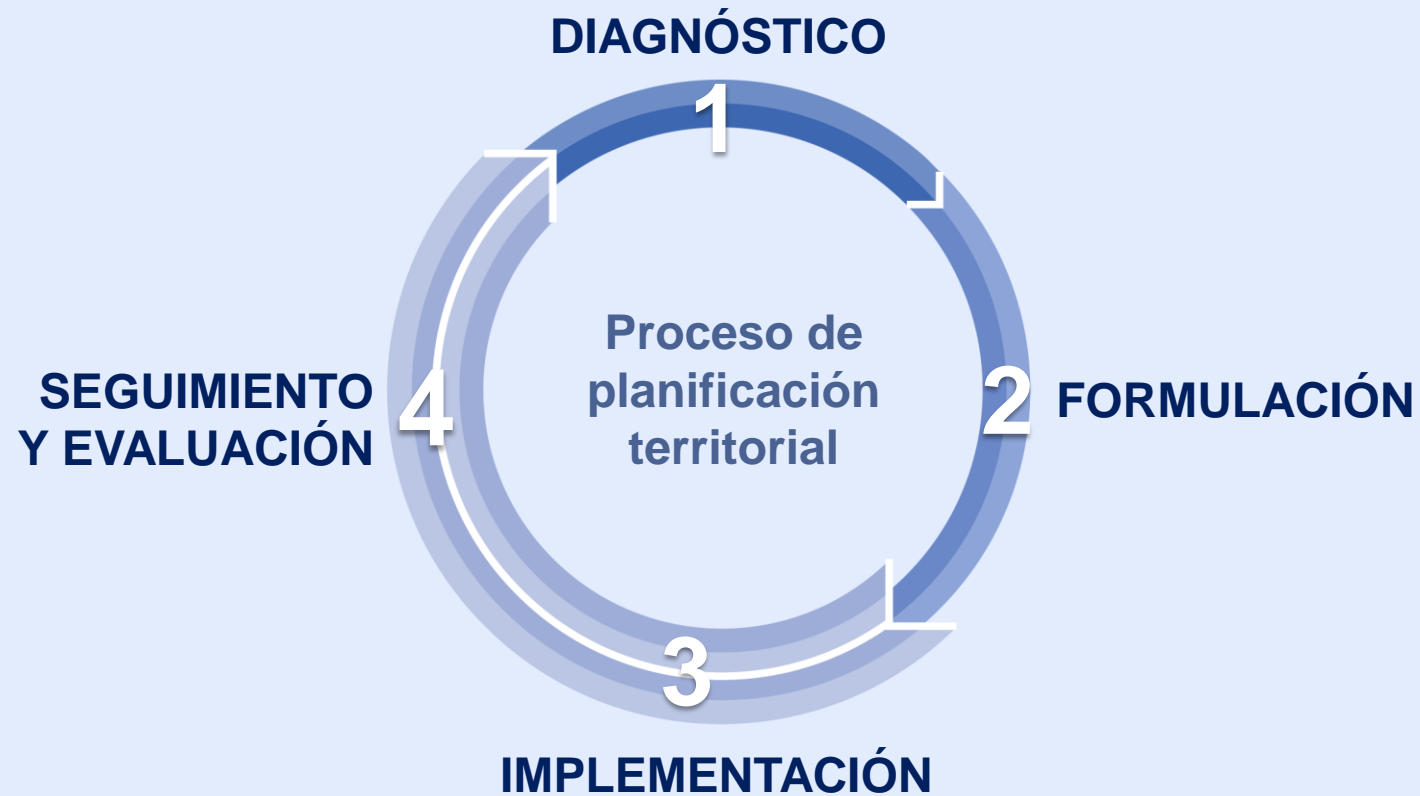 DIAGNÓSTICO
1
Proceso de
planificación
territorial
2
FORMULACIÓN
3
IMPLEMENTACIÓN
4
SEGUIMIENTO
Y EVALUACIÓN